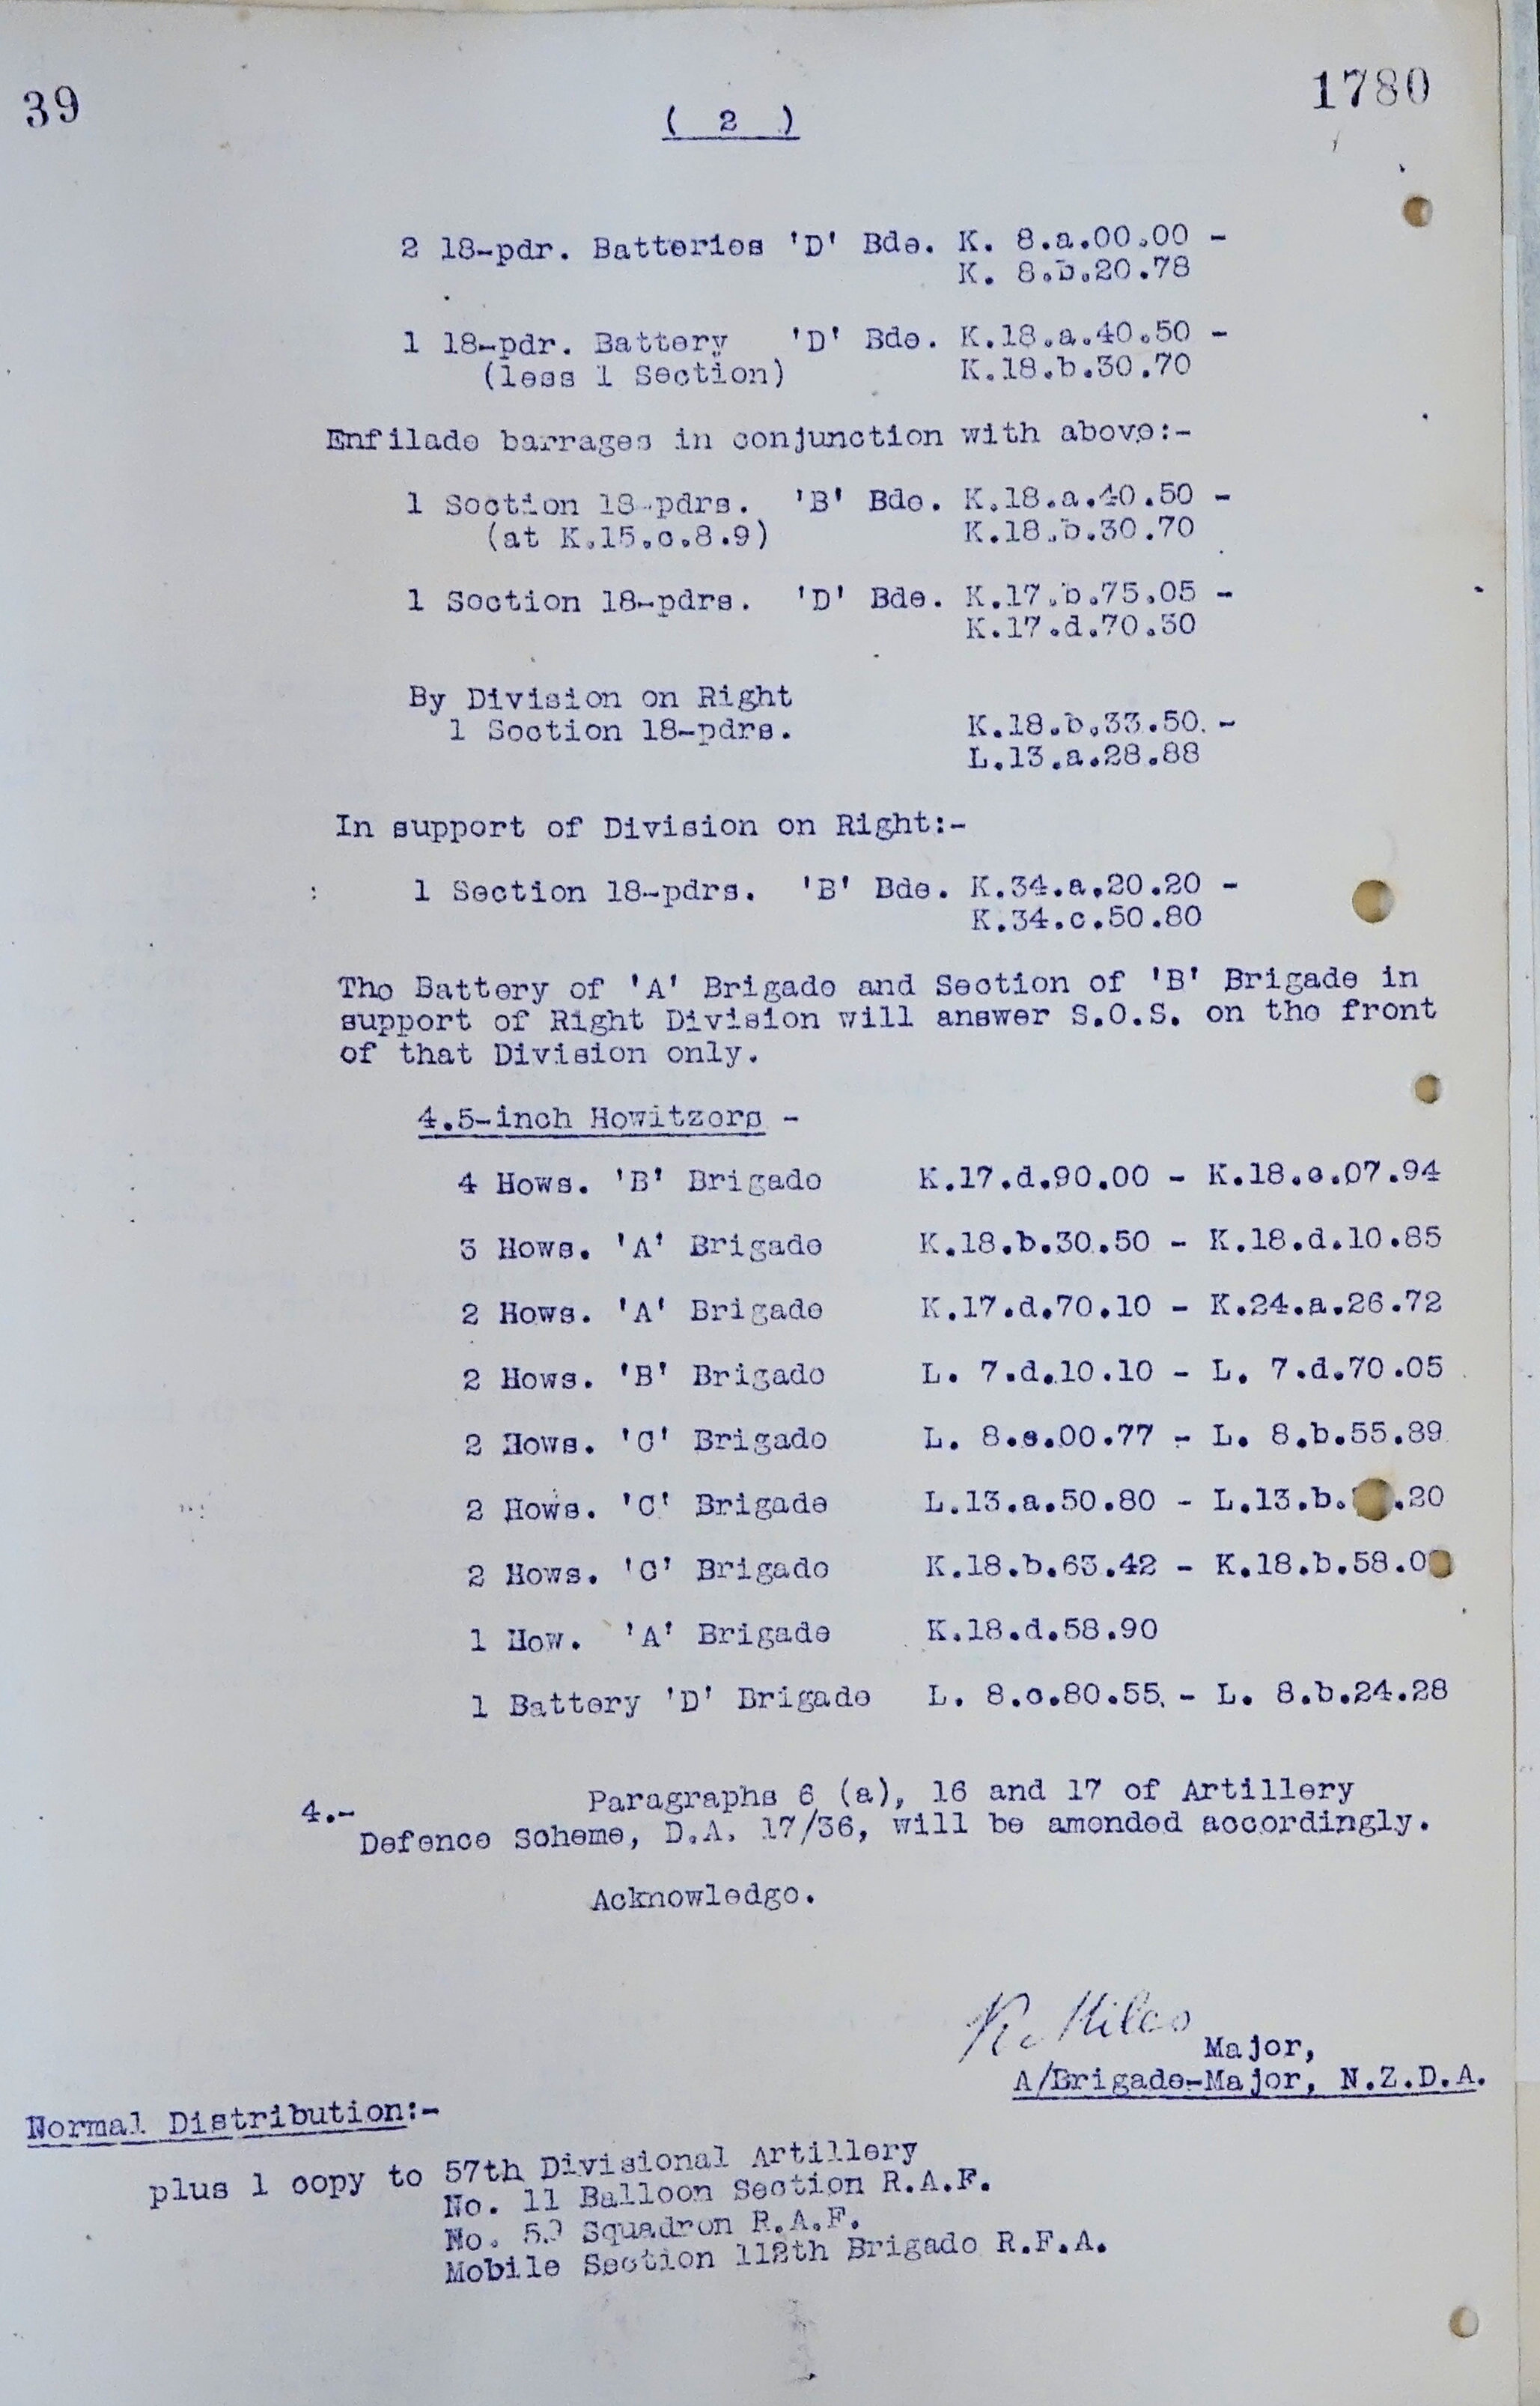 39
1780
( 2 )
2 18-pdr. Batteries 'D' Bde. K. 8.a.00.00 -
K. 8.b.20.78
1 18-pdr. Battery 'D' Bde. K.18.a.40.50 -
(less 1 Section) K.18.b.30.70
Enfilade barrages in conjunction with above:-
1 Section 18-pdrs. 'B' Bde. K.18.a.40.50 -
(at K.15.c.8.9) K.18.b.30.70
1 Section 18-pdrs. 'D' Bde. K.17.b.75.05 -
K.17.d.70.30
By Division on Right
1 Section 18-pdrs. K.18.b.33.50. -
L.13.a.28.88
In support of Division on Right:-
1 Section 18-pdrs. 'B' Bde. K.34.a.20.20 -
K.34.c.50.80
The Battery of 'A' Brigade and Section of 'B' Brigade in
support of Right Division will answer S.O.S. on the front
of that Division only.
4.5-inch Howitzers -
4 Hows. 'B' Brigade K.17.d.90.00 - K.18.c.07.94
3 Hows. 'A' Brigade K.18.b.30.50 - K.18.d.10.85
2 Hows. 'A' Brigade K.17.d.70.10 - K.24.a.26.72
2 Hows. 'B' Brigade L. 7.d.10.10 - L. 7.d.70.05
2 Hows. 'C' Brigade L. 8.c.00.77 - L. 8.b.55.89
2 Hows. 'C' Brigade L.13.a.50.80 - L.13.b. .20
2 Hows. 'C' Brigade K.18.b.63.42 - K.18.b.58.0
1 How. 'A' Brigade K.18.d.58.90
1 Battery 'D' Brigade L. 8.c.80.55. - L. 8.b.24.28
4.- Paragraphs 6 (a), 16 and 17 of Artillery
Defence Scheme, D.A. 17/36, will be amended accordingly.
Acknowledge.
R. Miles
Major,
A/Brigade-Major, N.Z.D.A.
Normal Distribution:-
plus 1 copy to 57th Divisional Artillery
No. 11 Balloon Section R.A.F.
No. 59 Squadron R.A.F.
Mobile Section 112th Brigade R.F.A.